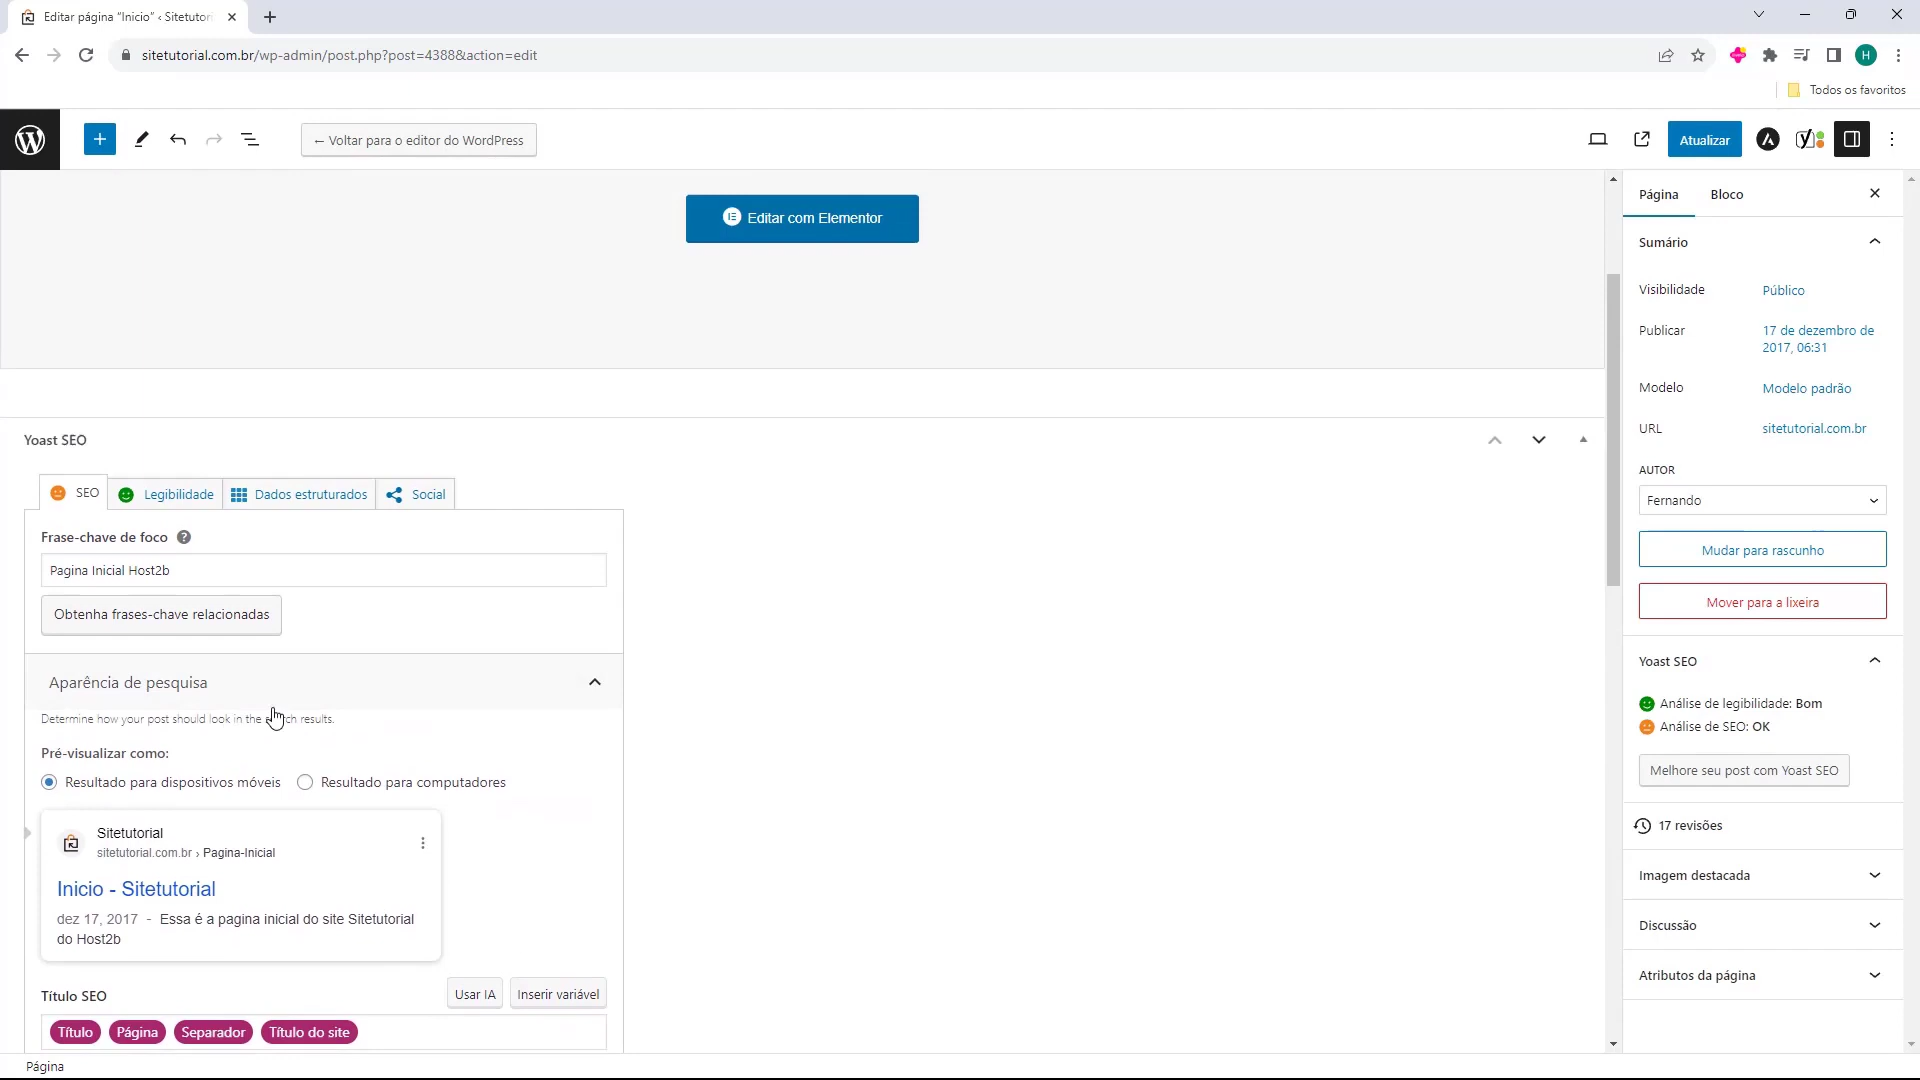 Editar página “Inicio” ‹ Sitetutor
sitetutorial.com.br/wp-admin/post.php?post=4388&action=edit
H
Todos os favoritos
← Voltar para o editor do WordPress
Atualizar
Editar com Elementor
Página
Bloco
Sumário
Visibilidade
Público
Publicar
17 de dezembro de
2017, 06:31
Modelo
Modelo padrão
URL
sitetutorial.com.br
AUTOR
Fernando
Mudar para rascunho
Mover para a lixeira
Yoast SEO
Análise de legibilidade: Bom
Análise de SEO: OK
Melhore seu post com Yoast SEO
17 revisões
Imagem destacada
Discussão
Atributos da página
Yoast SEO
SEO
Legibilidade
Dados estruturados
Social
Frase-chave de foco
Pagina Inicial Host2b
Obtenha frases-chave relacionadas
Aparência de pesquisa
Determine how your post should look in the search results.
Pré-visualizar como:
Resultado para dispositivos móveis
Resultado para computadores
Sitetutorial
sitetutorial.com.br › Pagina-Inicial
Inicio - Sitetutorial
dez 17, 2017 - Essa é a pagina inicial do site Sitetutorial
do Host2b
Título SEO
Usar IA
Inserir variável
Título
Página
Separador
Título do site
Página